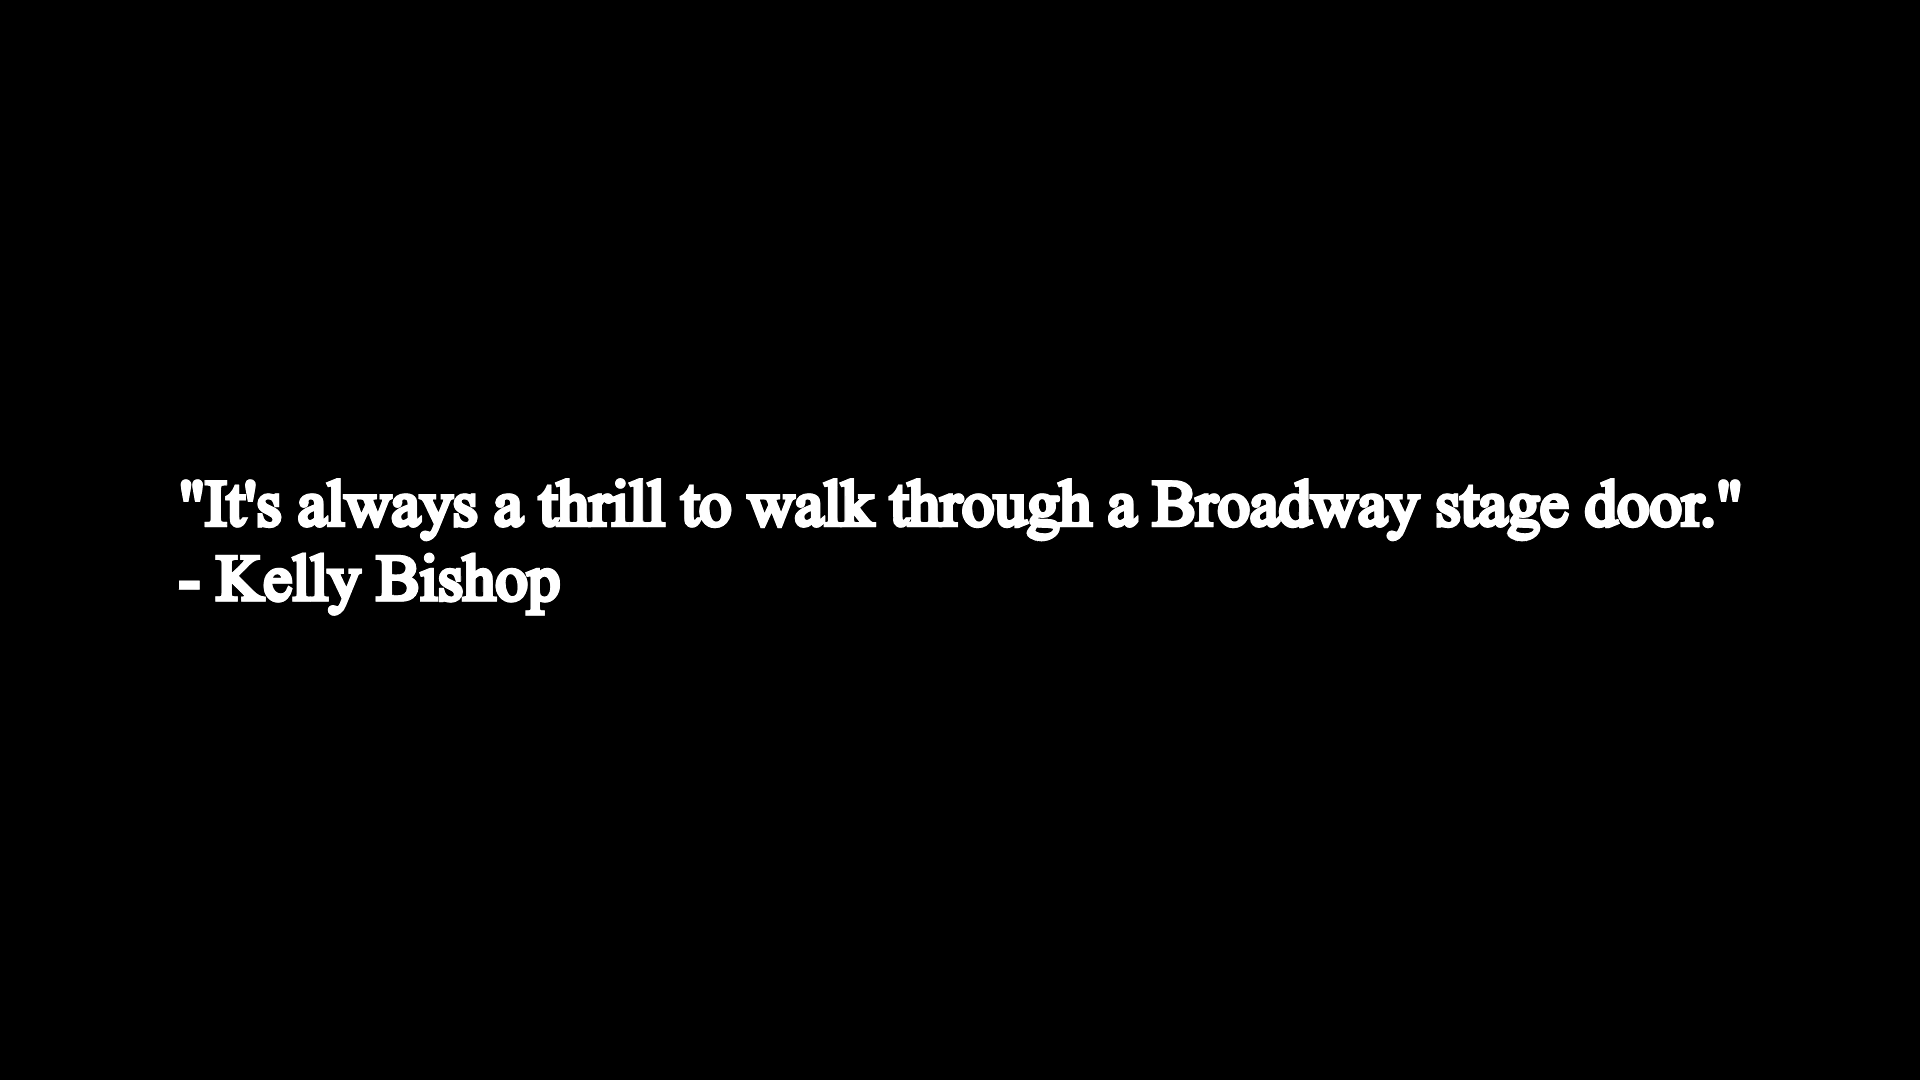 "It's always a thrill to walk through a Broadway stage door."
- Kelly Bishop